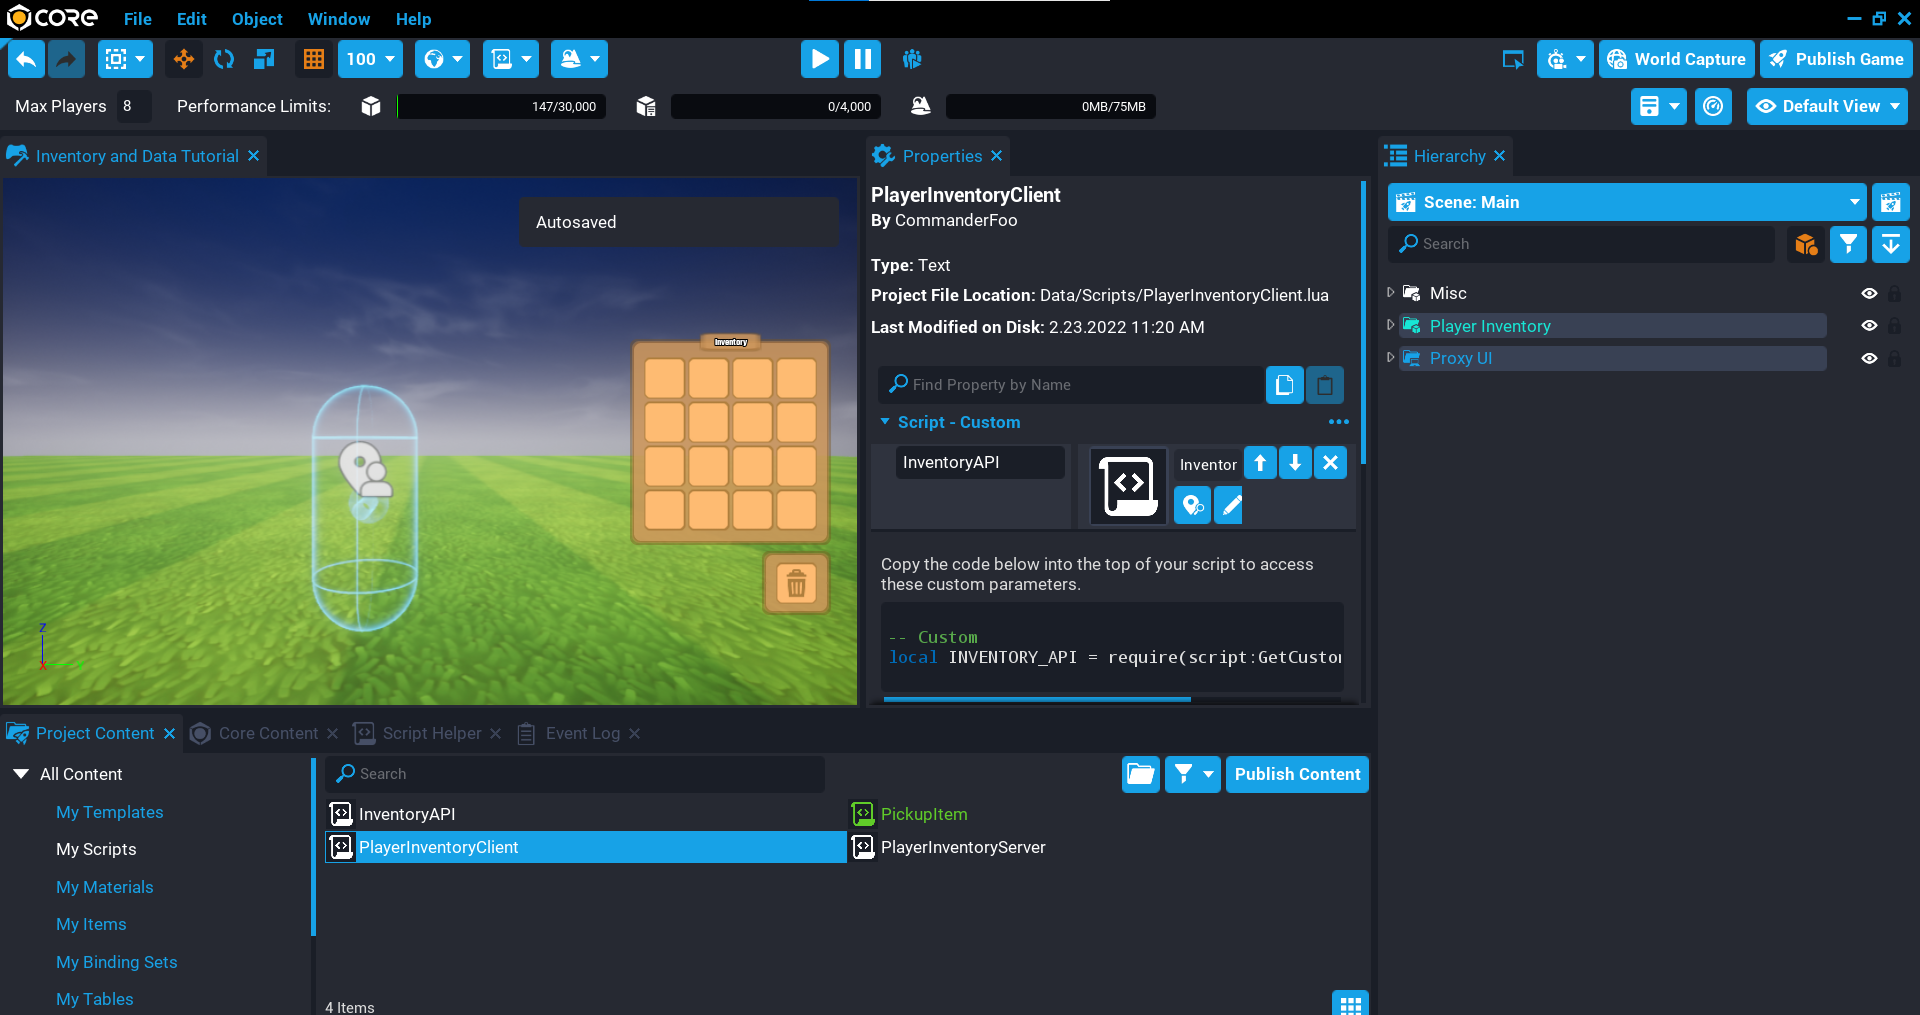 CORE
File Edit Object Window Help
100
World Capture
Publish Game
Max Players 8 Performance Limits: 147/30,000 0/4,000 0MB/75MB
Default View
Inventory and Data Tutorial
Autosaved
Inventory
Z
X
Properties
PlayerInventoryClient
By CommanderFoo
Type: Text
Project File Location: Data/Scripts/PlayerInventoryClient.lua
Last Modified on Disk: 2.23.2022 11:20 AM
Find Property by Name
Script - Custom
InventoryAPI
Inventor
Copy the code below into the top of your script to access
these custom parameters.
-- Custom
local INVENTORY_API = require(script:GetCustom
Hierarchy
Scene: Main
Search
Misc
Player Inventory
Proxy UI
Project Content Core Content Script Helper Event Log
All Content
My Templates
My Scripts
My Materials
My Items
My Binding Sets
My Tables
Search
Publish Content
InventoryAPI
PickupItem
PlayerInventoryClient
PlayerInventoryServer
4 Items